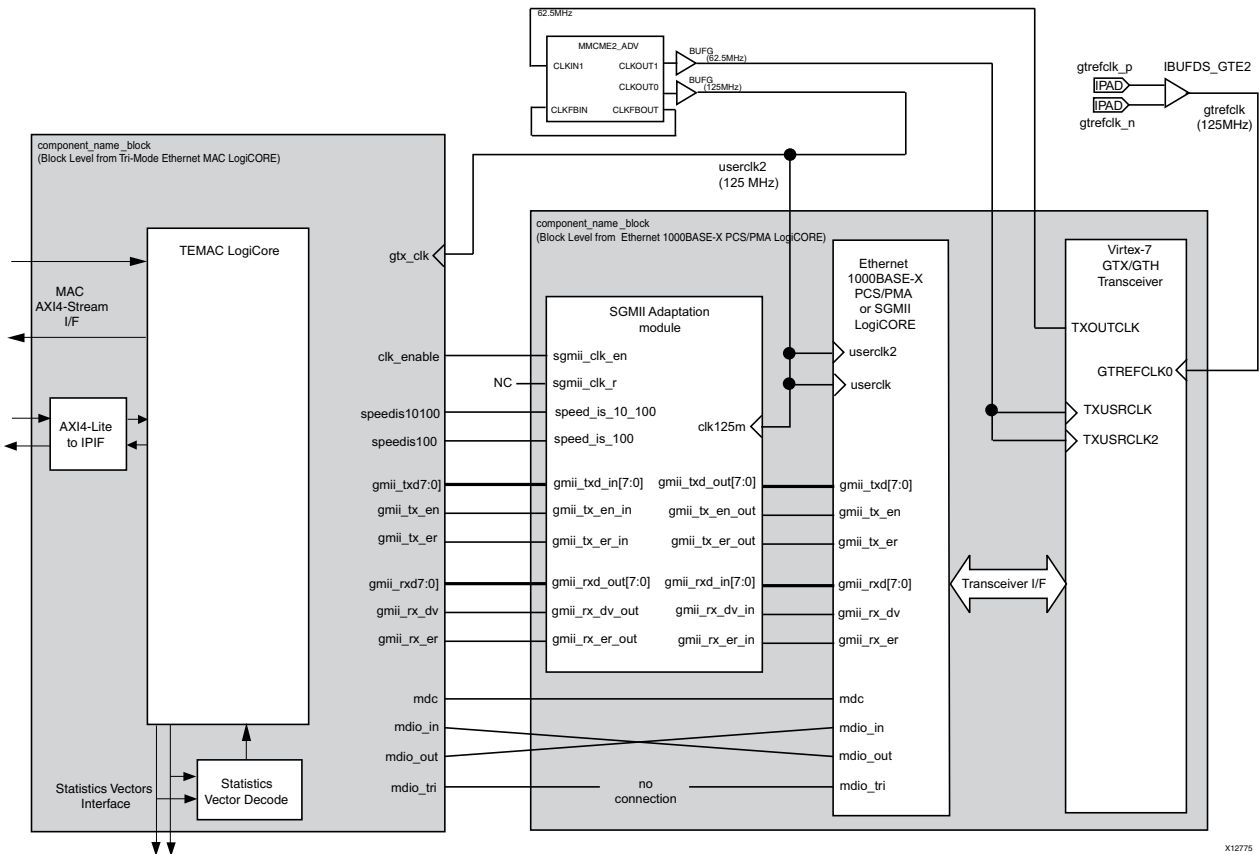 62.5MHz
MMCME2_ADV
CLKIN1
CLKOUT1
CLKOUT0
CLKFBIN
CLKFBOUT
BUFG
(62.5MHz)
BUFG
(125MHz)
gtrefclk_p
IPAD
IPAD
gtrefclk_n
IBUFDS_GTE2
gtrefclk
(125MHz)
userclk2
(125 MHz)
component_name_block
(Block Level from Tri-Mode Ethernet MAC LogiCORE)
TEMAC LogiCore
MAC
AXI4-Stream
I/F
AXI4-Lite
to IPIF
Statistics Vectors
Interface
Statistics
Vector Decode
gtx_clk
clk_enable
NC
speedis10100
speedis100
gmii_txd7:0]
gmii_tx_en
gmii_tx_er
gmii_rxd7:0]
gmii_rx_dv
gmii_rx_er
mdc
mdio_in
mdio_out
mdio_tri
no
connection
component_name_block
(Block Level from Ethernet 1000BASE-X PCS/PMA LogiCORE)
SGMII Adaptation
module
sgmii_clk_en
sgmii_clk_r
speed_is_10_100
speed_is_100
clk125m
gmii_txd_in[7:0]
gmii_txd_out[7:0]
gmii_tx_en_in
gmii_tx_en_out
gmii_tx_er_in
gmii_tx_er_out
gmii_rxd_out[7:0]
gmii_rxd_in[7:0]
gmii_rx_dv_out
gmii_rx_dv_in
gmii_rx_er_out
gmii_rx_er_in
Ethernet
1000BASE-X
PCS/PMA
or SGMII
LogiCORE
userclk2
userclk
gmii_txd[7:0]
gmii_tx_en
gmii_tx_er
gmii_rxd[7:0]
gmii_rx_dv
gmii_rx_er
mdc
mdio_in
mdio_out
mdio_tri
Transceiver I/F
Virtex-7
GTX/GTH
Transceiver
TXOUTCLK
GTREFCLK0
TXUSRCLK
TXUSRCLK2
X12775